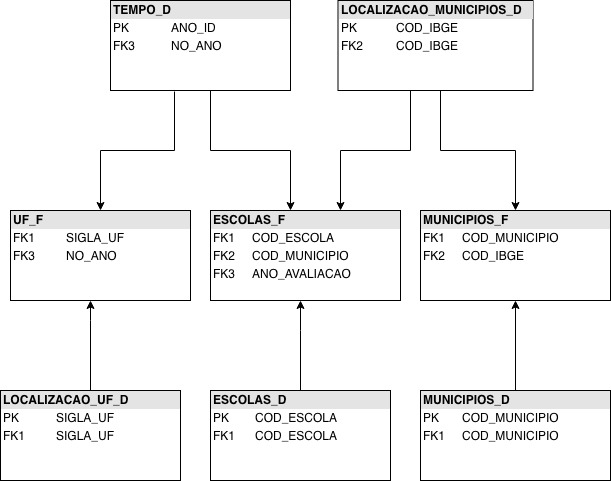 TEMPO_D
PK ANO_ID
FK3 NO_ANO
LOCALIZACAO_MUNICIPIOS_D
PK COD_IBGE
FK2 COD_IBGE
UF_F
FK1 SIGLA_UF
FK3 NO_ANO
ESCOLAS_F
FK1 COD_ESCOLA
FK2 COD_MUNICIPIO
FK3 ANO_AVALIACAO
MUNICIPIOS_F
FK1 COD_MUNICIPIO
FK2 COD_IBGE
LOCALIZACAO_UF_D
PK SIGLA_UF
FK1 SIGLA_UF
ESCOLAS_D
PK COD_ESCOLA
FK1 COD_ESCOLA
MUNICIPIOS_D
PK COD_MUNICIPIO
FK1 COD_MUNICIPIO